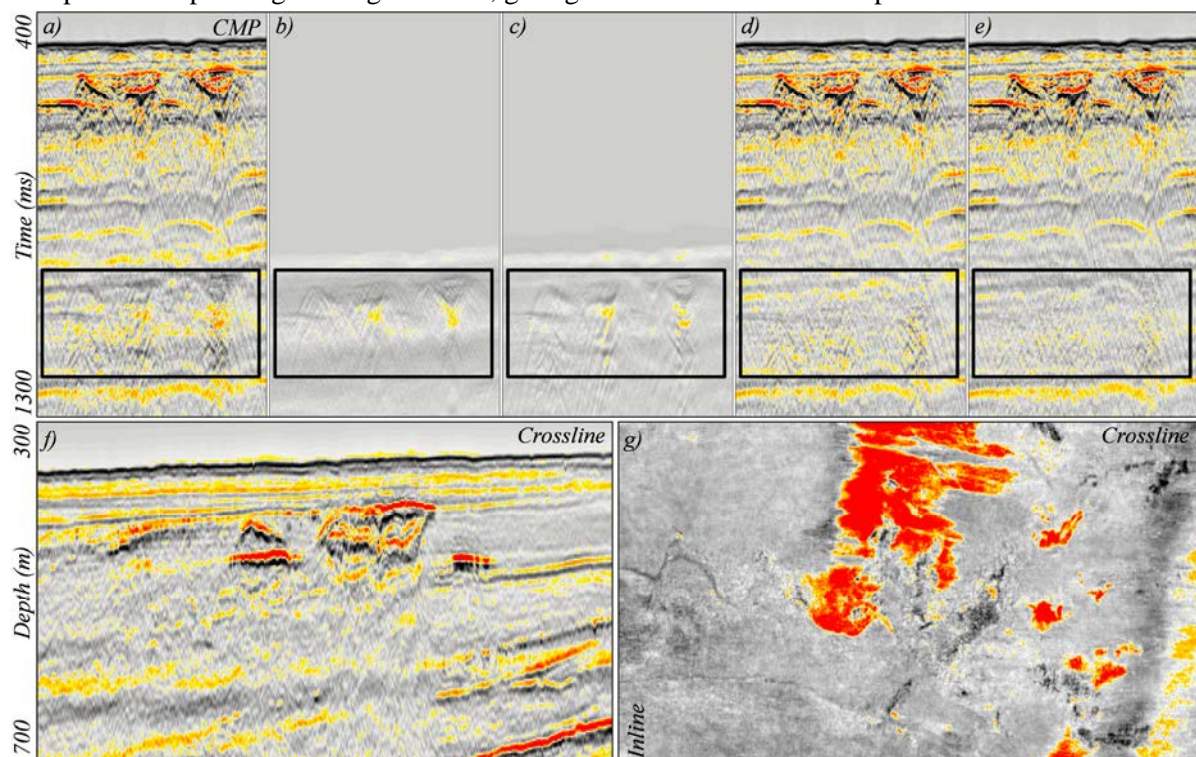 400
a)
CMP
b)
c)
d)
e)
Time (ms)
1300
300
f)
Crossline
g)
Crossline
Depth (m)
700
Inline